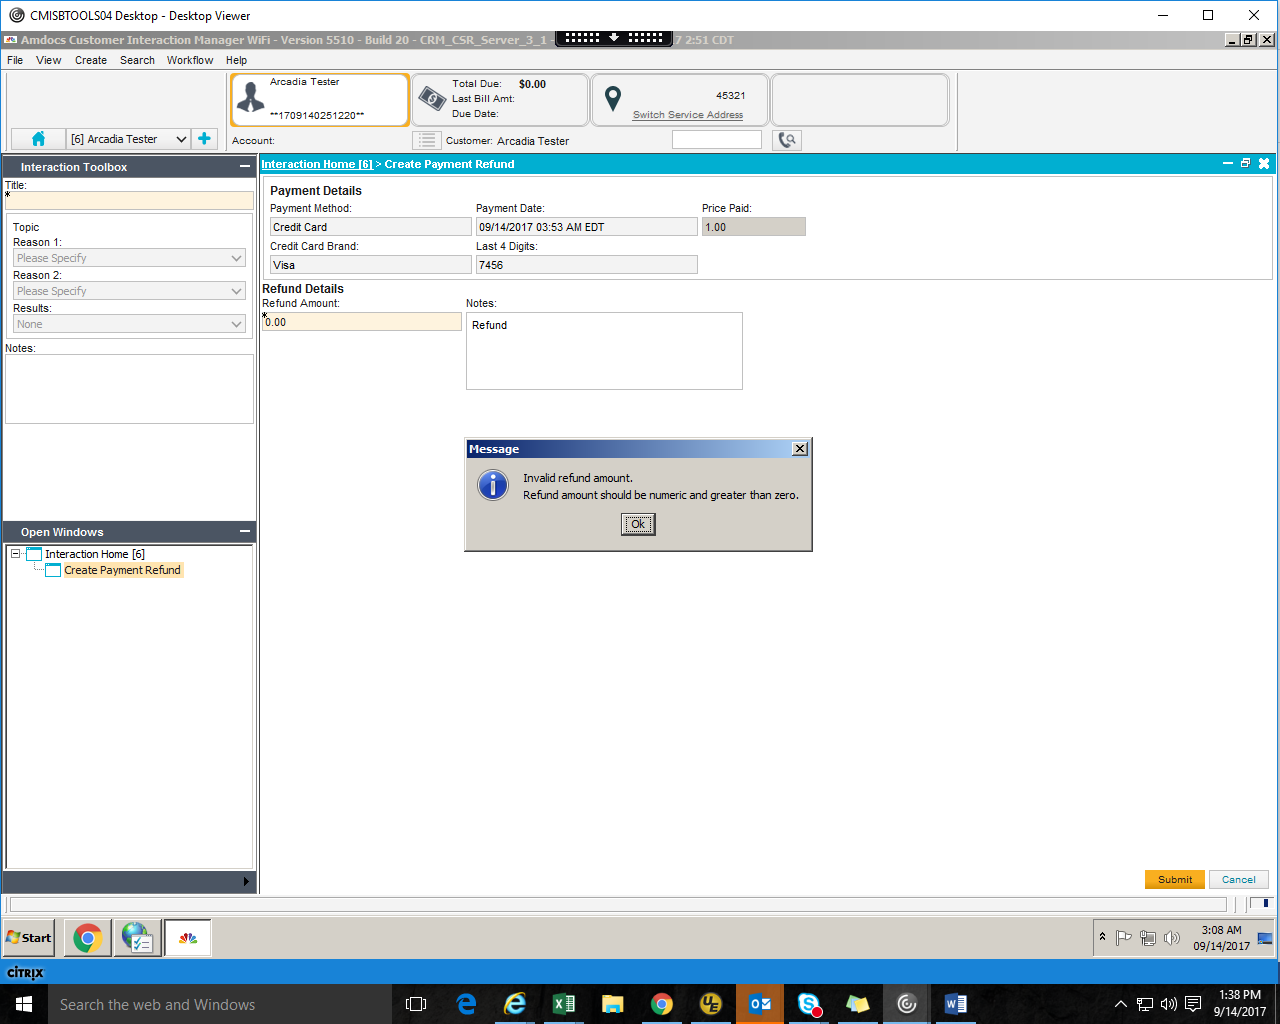 CMISBTOOLS04 Desktop - Desktop Viewer
Amdocs Customer Interaction Manager WiFi - Version 5510 - Build 20 - CRM_CSR_Server_3_1 - 7 2:51 CDT
File View Create Search Workflow Help
Arcadia Tester
**1709140251220**
Total Due: $0.00
Last Bill Amt:
Due Date:
45321
Switch Service Address
[6] Arcadia Tester
Account:
Customer: Arcadia Tester
Interaction Toolbox
Title:
*
Topic
Reason 1:
Please Specify
Reason 2:
Please Specify
Results:
None
Notes:
Open Windows
Interaction Home [6]
Create Payment Refund
Interaction Home [6] > Create Payment Refund
Payment Details
Payment Method: Payment Date: Price Paid:
Credit Card 09/14/2017 03:53 AM EDT 1.00
Credit Card Brand: Last 4 Digits:
Visa 7456
Refund Details
Refund Amount: Notes:
*0.00
Refund
Message
Invalid refund amount.
Refund amount should be numeric and greater than zero.
Ok
Submit Cancel
Start
3:08 AM
09/14/2017
CITRIX
Search the web and Windows
1:38 PM
9/14/2017